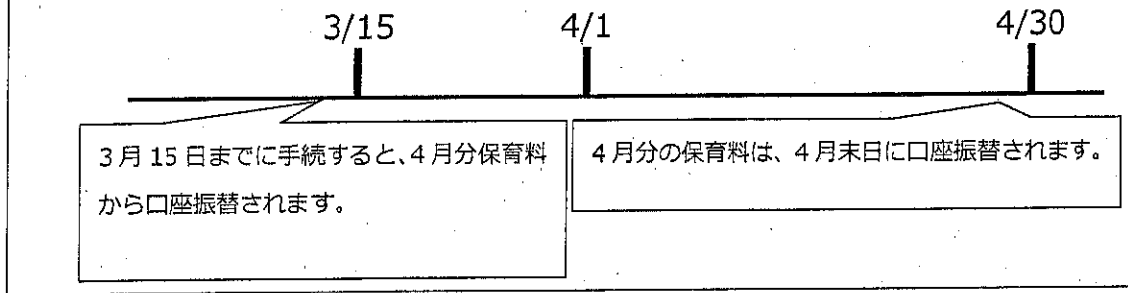 3/15
4/1
4/30
3月15日までに手続すると、4月分保育料
から口座振替されます。
4月分の保育料は、4月末日に口座振替されます。